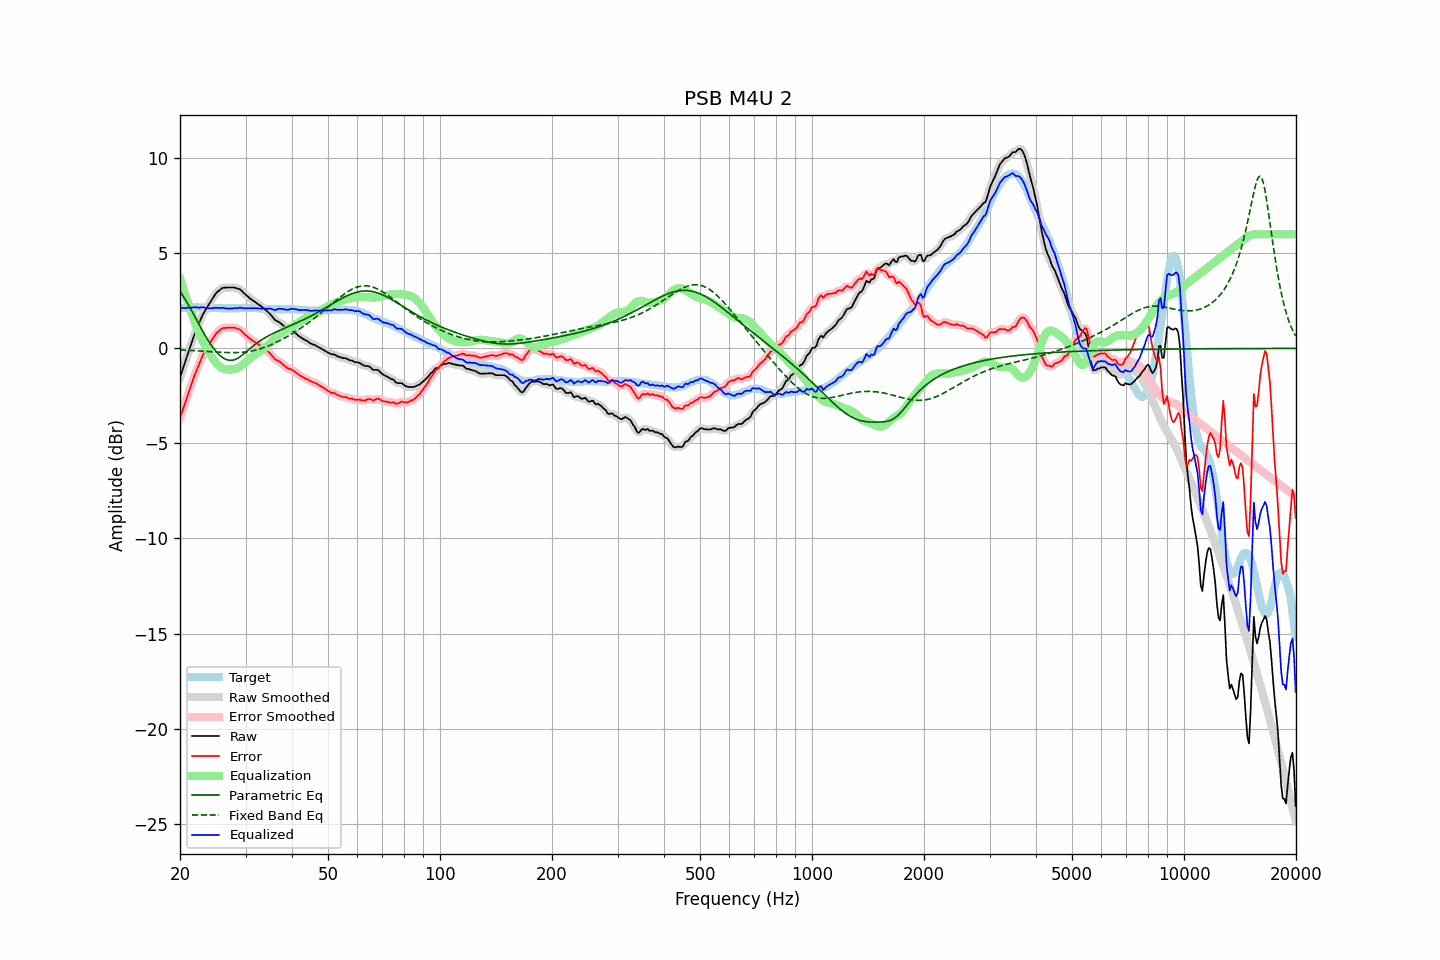 PSB M4U 2
10
5
0
−5
−10
−15
−20
−25
Amplitude (dBr)
Target
Raw Smoothed
Error Smoothed
Raw
Error
Equalization
Parametric Eq
Fixed Band Eq
Equalized
20 50 100 200 500 1000 2000 5000 10000 20000
Frequency (Hz)